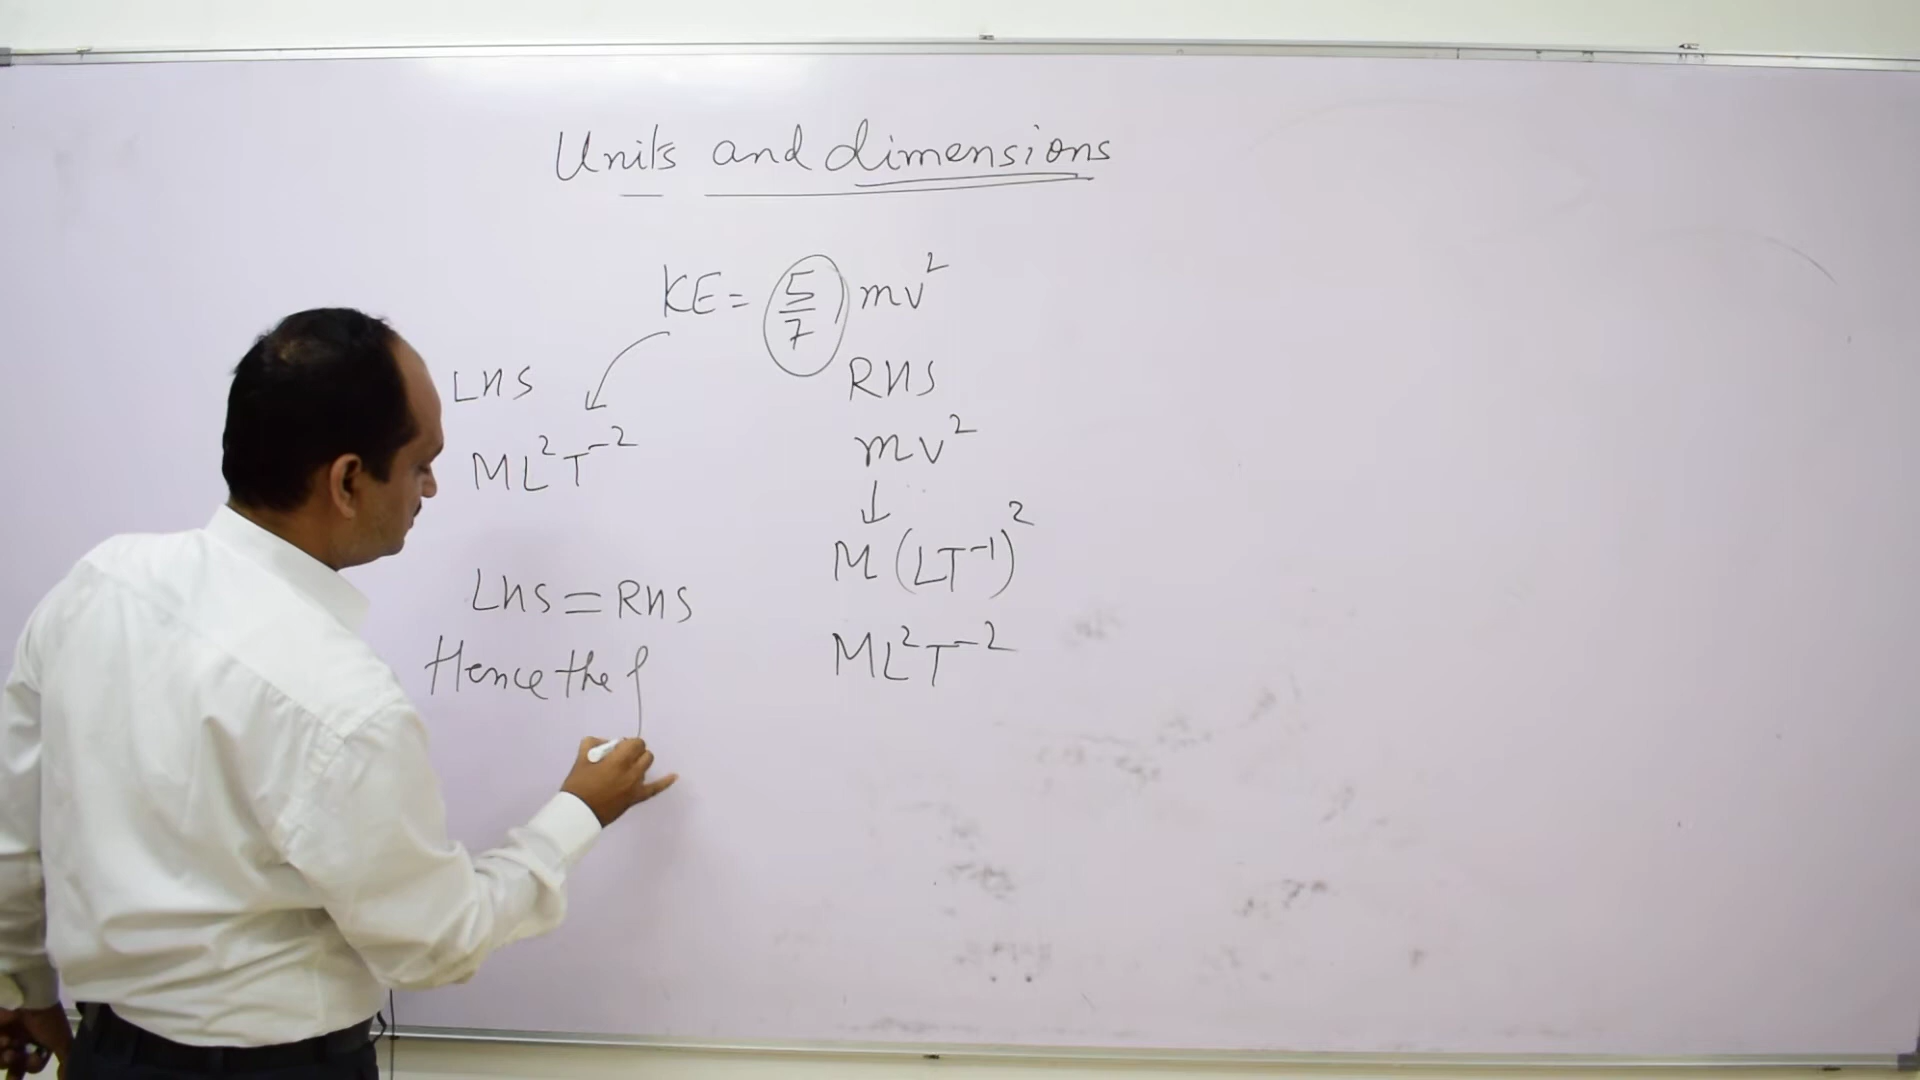 Units and dimensions
KE = 5/7 mv²
LHS
ML²T⁻²
LHS = RHS
Hence the f
RHS
mv²
↓
M(LT⁻¹)²
ML²T⁻²